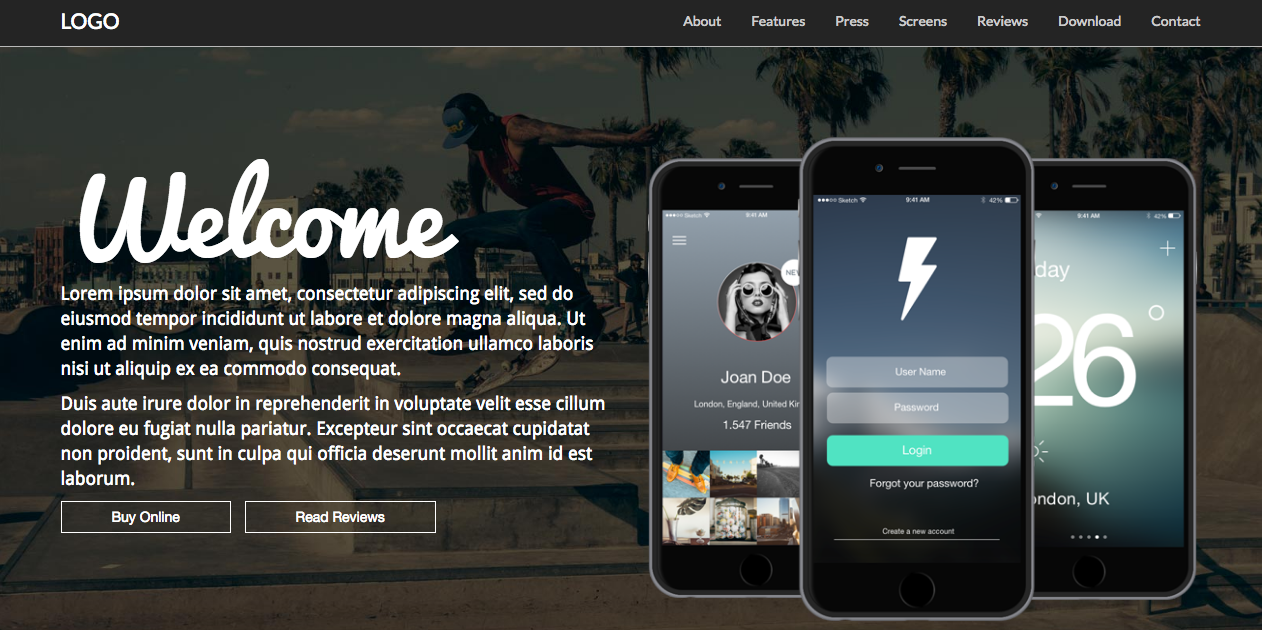 LOGO
About Features Press Screens Reviews Download Contact
Welcome
Lorem ipsum dolor sit amet, consectetur adipiscing elit, sed do
eiusmod tempor incididunt ut labore et dolore magna aliqua. Ut
enim ad minim veniam, quis nostrud exercitation ullamco laboris
nisi ut aliquip ex ea commodo consequat.
Duis aute irure dolor in reprehenderit in voluptate velit esse cillum
dolore eu fugiat nulla pariatur. Excepteur sint occaecat cupidatat
non proident, sunt in culpa qui officia deserunt mollit anim id est
laborum.
Buy Online Read Reviews
Sketch 9:41 AM
NEW
Joan Doe
London, England, United Kin
1.547 Friends
Sketch 9:41 AM 42%
User Name
Password
Login
Forgot your password?
Create a new account
9:41 AM 42%
day
26
ondon, UK